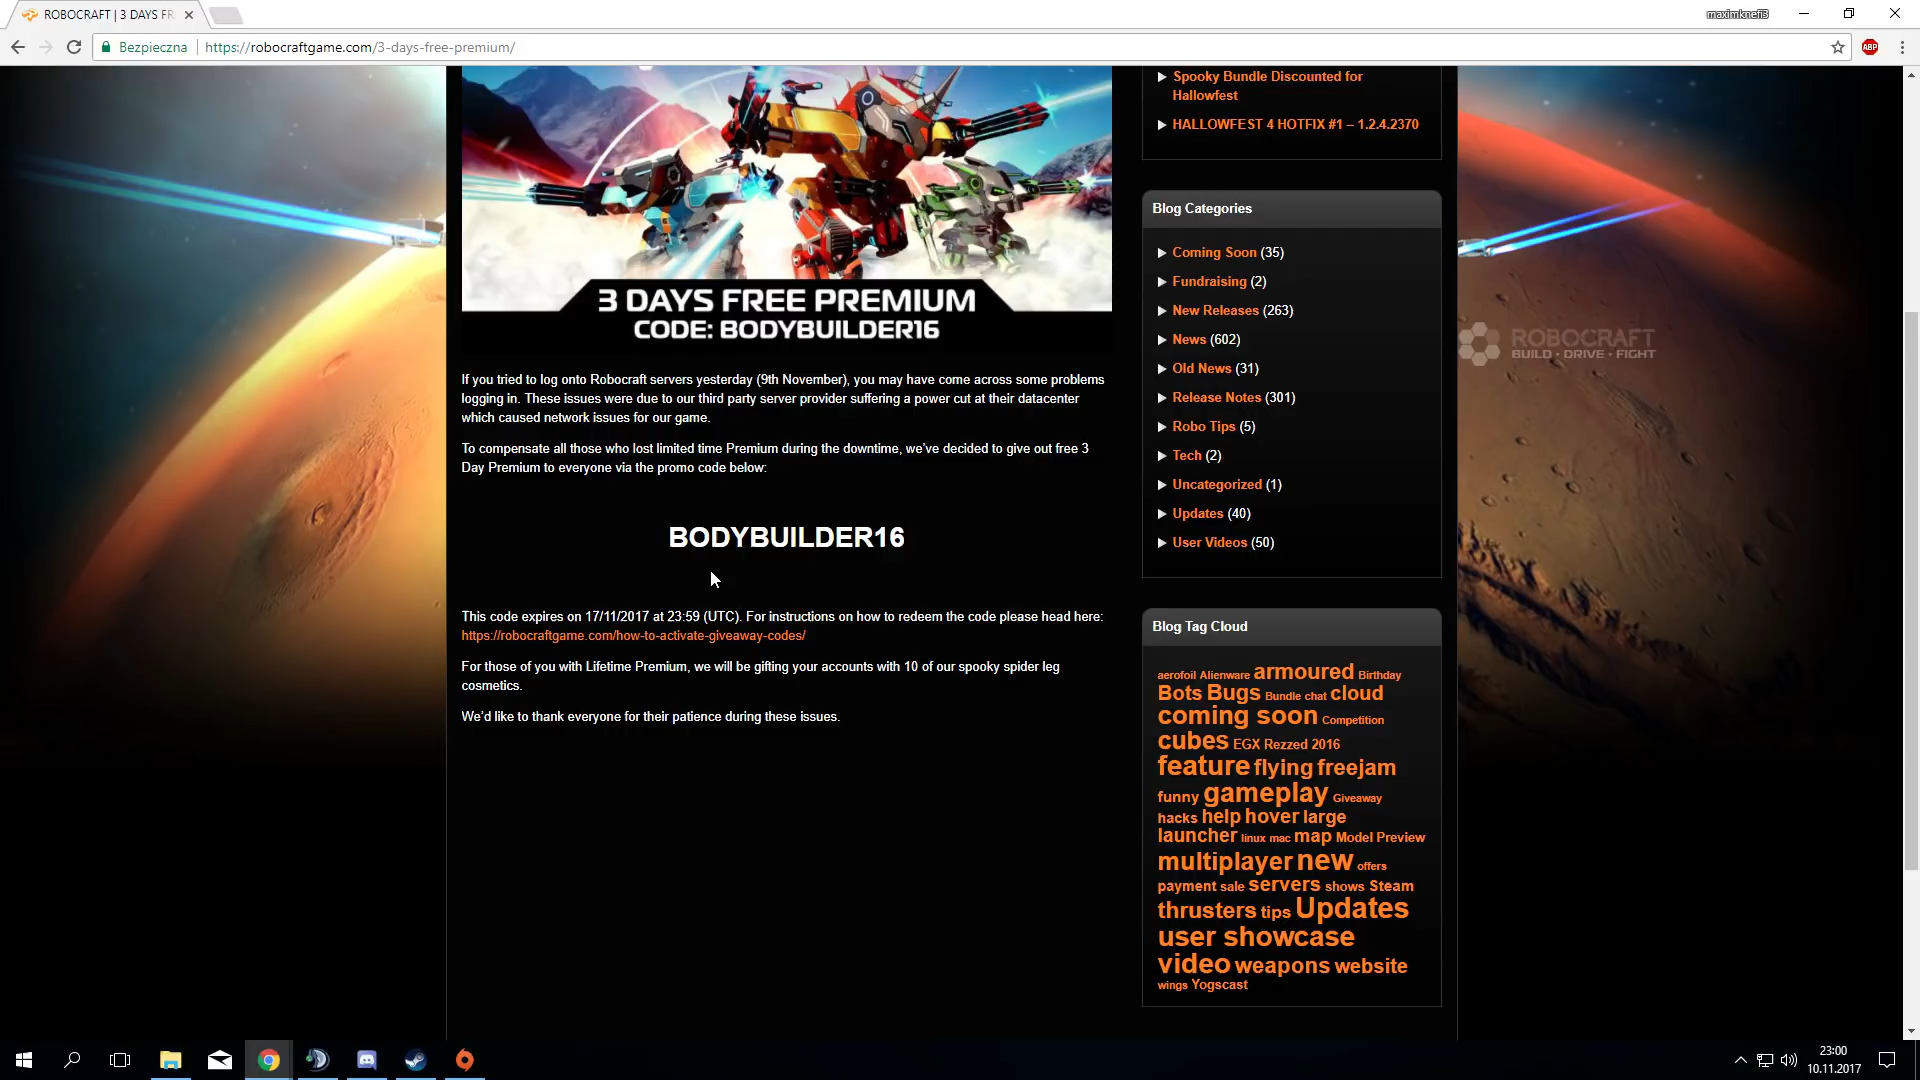 ROBOCRAFT | 3 DAYS FR
maximknefi3
Bezpieczna
https://robocraftgame.com/3-days-free-premium/
ABP
3 DAYS FREE PREMIUM
CODE: BODYBUILDER16
If you tried to log onto Robocraft servers yesterday (9th November), you may have come across some problems
logging in. These issues were due to our third party server provider suffering a power cut at their datacenter
which caused network issues for our game.
To compensate all those who lost limited time Premium during the downtime, we’ve decided to give out free 3
Day Premium to everyone via the promo code below:
BODYBUILDER16
This code expires on 17/11/2017 at 23:59 (UTC). For instructions on how to redeem the code please head here:
https://robocraftgame.com/how-to-activate-giveaway-codes/
For those of you with Lifetime Premium, we will be gifting your accounts with 10 of our spooky spider leg
cosmetics.
We’d like to thank everyone for their patience during these issues.
Spooky Bundle Discounted for
Hallowfest
HALLOWFEST 4 HOTFIX #1 – 1.2.4.2370
Blog Categories
Coming Soon (35)
Fundraising (2)
New Releases (263)
News (602)
Old News (31)
Release Notes (301)
Robo Tips (5)
Tech (2)
Uncategorized (1)
Updates (40)
User Videos (50)
Blog Tag Cloud
aerofoil Alienware armoured Birthday
Bots Bugs Bundle chat cloud
coming soon Competition
cubes EGX Rezzed 2016
feature flying freejam
funny gameplay Giveaway
hacks help hover large
launcher linux mac map Model Preview
multiplayer new offers
payment sale servers shows Steam
thrusters tips Updates
user showcase
video weapons website
wings Yogscast
ROBOCRAFT
BUILD • DRIVE • FIGHT
23:00
10.11.2017